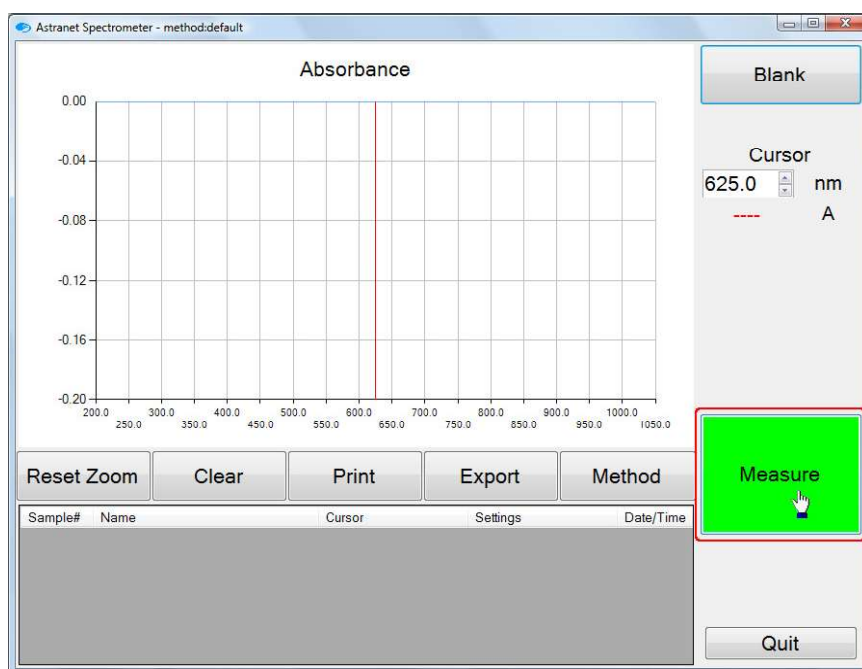 Astranet Spectrometer - method:default
Absorbance
0.00
-0.04
-0.08
-0.12
-0.16
-0.20
200.0 300.0 400.0 500.0 600.0 700.0 800.0 900.0 1000.0
250.0 350.0 450.0 550.0 650.0 750.0 850.0 950.0 1050.0
Blank
Cursor
625.0 nm
---- A
Reset Zoom Clear Print Export Method
Measure
Sample# Name Cursor Settings Date/Time
Quit